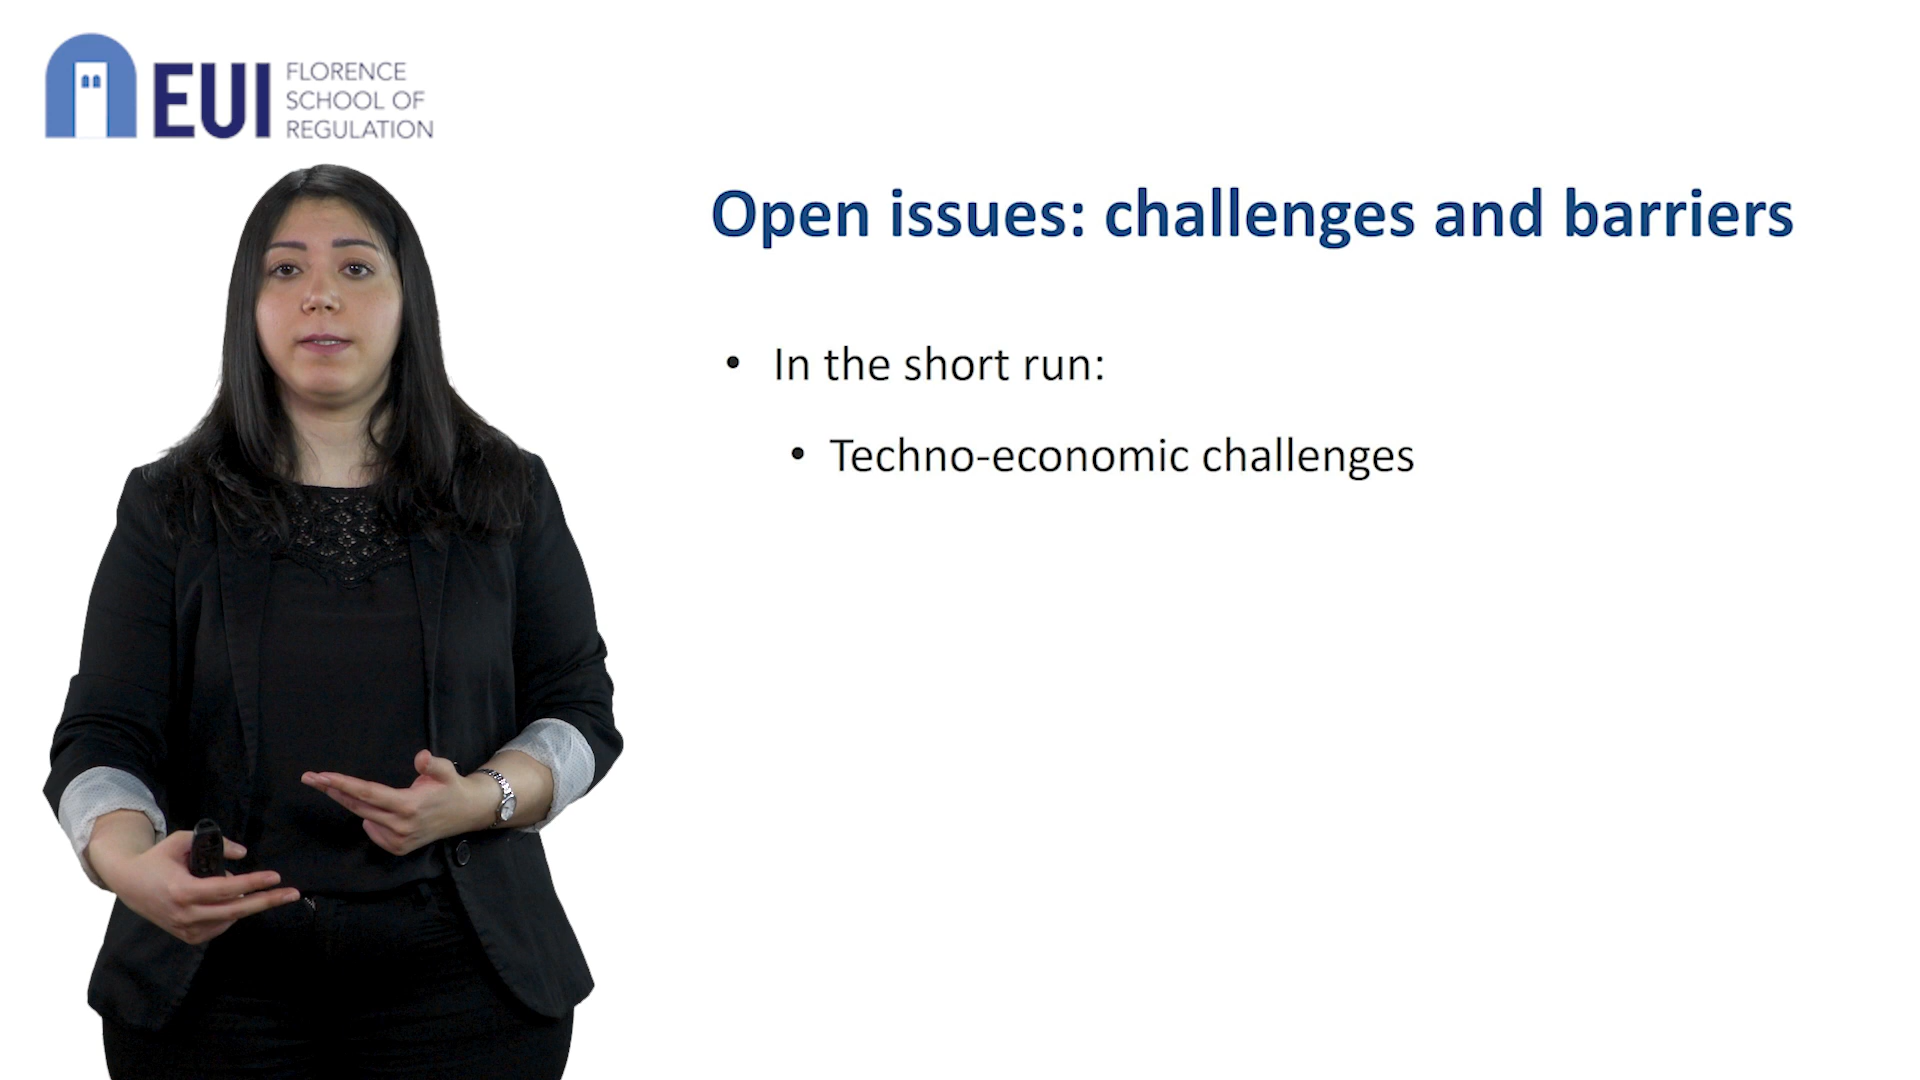 EUI
FLORENCE
SCHOOL OF
REGULATION
Open issues: challenges and barriers
• In the short run:
• Techno-economic challenges